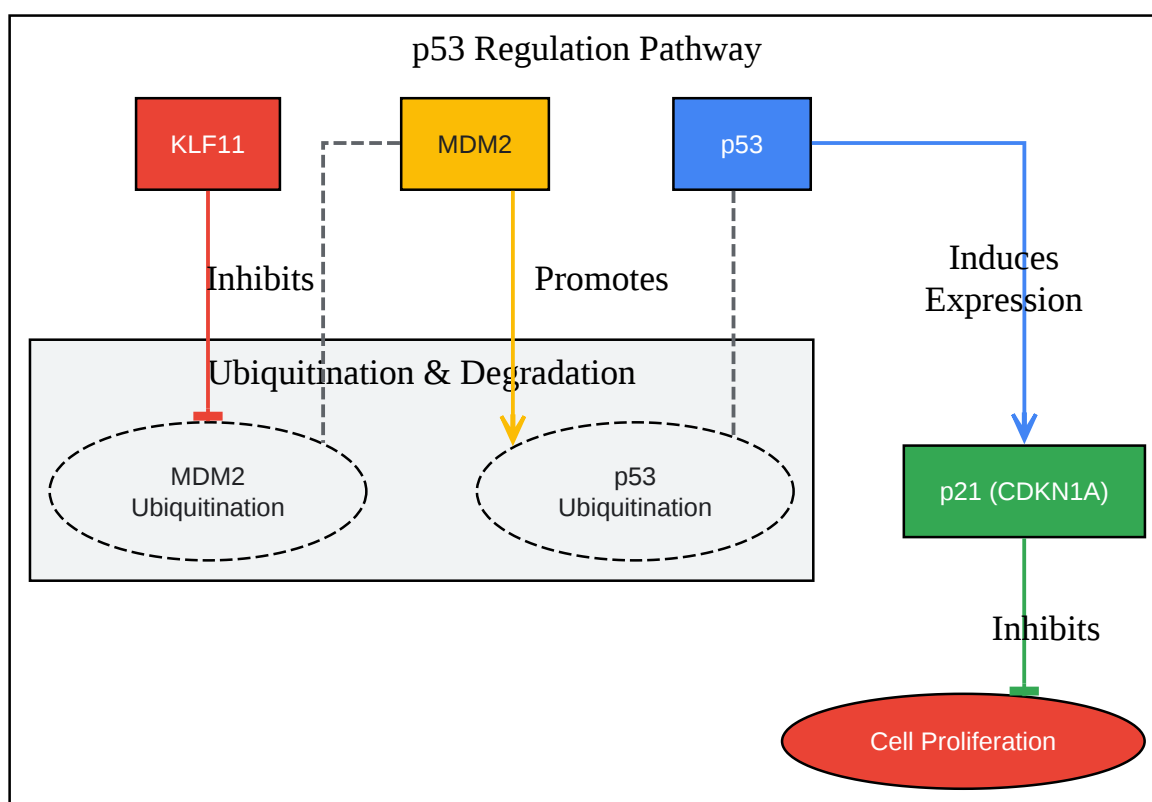 p53 Regulation Pathway
KLF11
MDM2
p53
Inhibits
Promotes
Induces
Expression
Ubiquitination & Degradation
MDM2
Ubiquitination
p53
Ubiquitination
p21 (CDKN1A)
Inhibits
Cell Proliferation